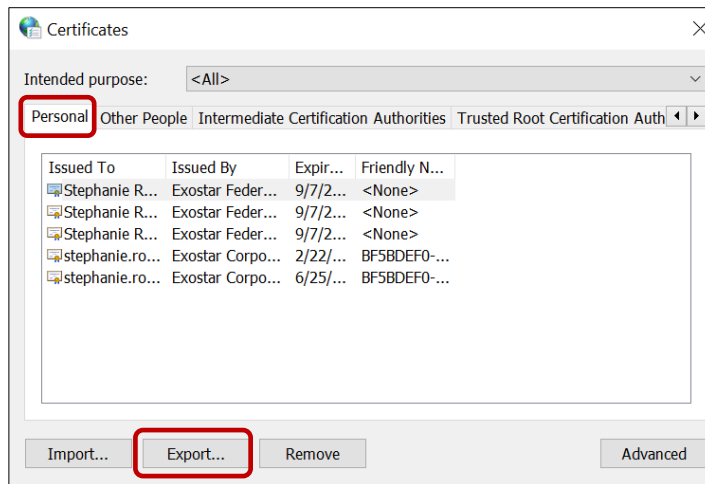 Certificates
Intended purpose: <All>
Personal Other People Intermediate Certification Authorities Trusted Root Certification Auth
Issued To Issued By Expir... Friendly N...
Stephanie R... Exostar Feder... 9/7/2... <None>
Stephanie R... Exostar Feder... 9/7/2... <None>
Stephanie R... Exostar Feder... 9/7/2... <None>
stephanie.ro... Exostar Corpo... 2/22/... BF5BDEF0-...
stephanie.ro... Exostar Corpo... 6/25/... BF5BDEF0-...
Import... Export... Remove Advanced